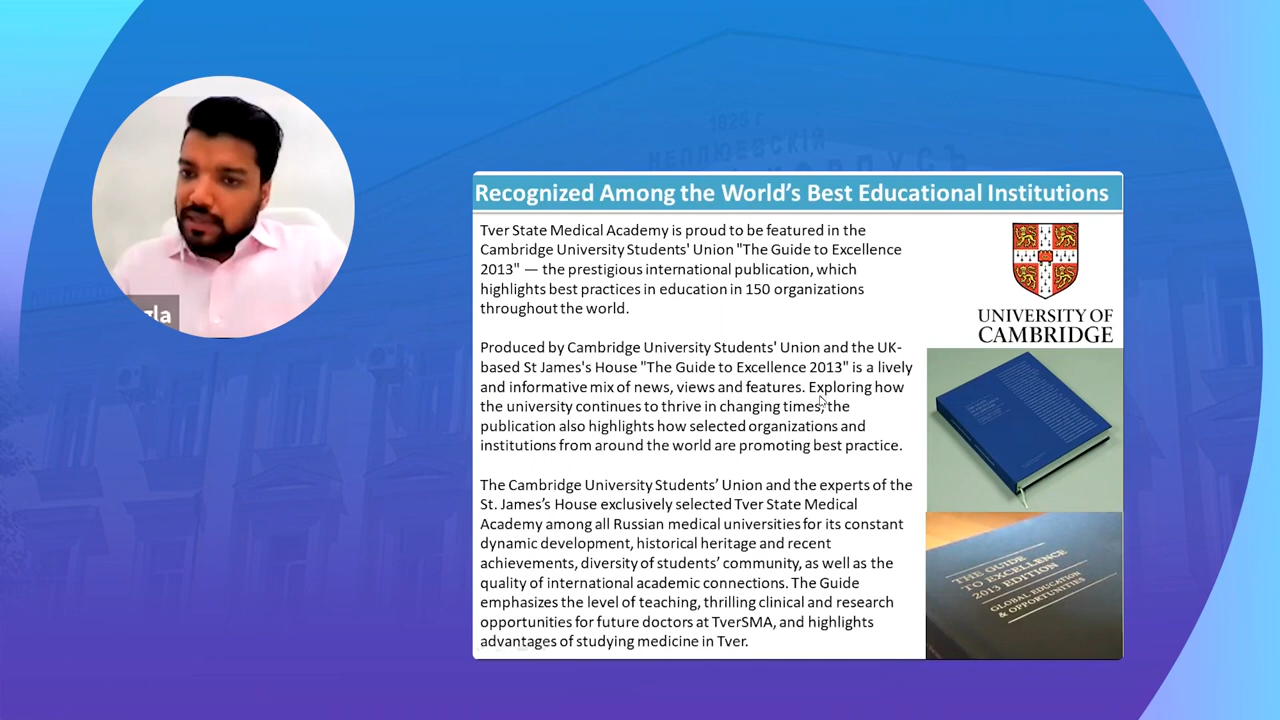 1825 г
НЕПЛЮЕВСКІЯ
КОРПУСЪ
gla
Recognized Among the World’s Best Educational Institutions
Tver State Medical Academy is proud to be featured in the
Cambridge University Students' Union "The Guide to Excellence
2013" — the prestigious international publication, which
highlights best practices in education in 150 organizations
throughout the world.
Produced by Cambridge University Students' Union and the UK-
based St James's House "The Guide to Excellence 2013" is a lively
and informative mix of news, views and features. Exploring how
the university continues to thrive in changing times, the
publication also highlights how selected organizations and
institutions from around the world are promoting best practice.
The Cambridge University Students’ Union and the experts of the
St. James’s House exclusively selected Tver State Medical
Academy among all Russian medical universities for its constant
dynamic development, historical heritage and recent
achievements, diversity of students’ community, as well as the
quality of international academic connections. The Guide
emphasizes the level of teaching, thrilling clinical and research
opportunities for future doctors at TverSMA, and highlights
advantages of studying medicine in Tver.
UNIVERSITY OF
CAMBRIDGE
THE GUIDE
TO EXCELLENCE
2013 EDITION
GLOBAL EDUCATION
& OPPORTUNITIES